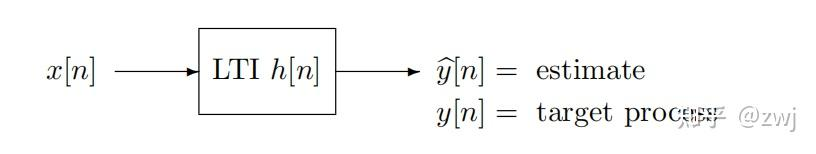 x[n] LTI h[n] ŷ[n] = estimate
y[n] = target process
知乎 @zwj